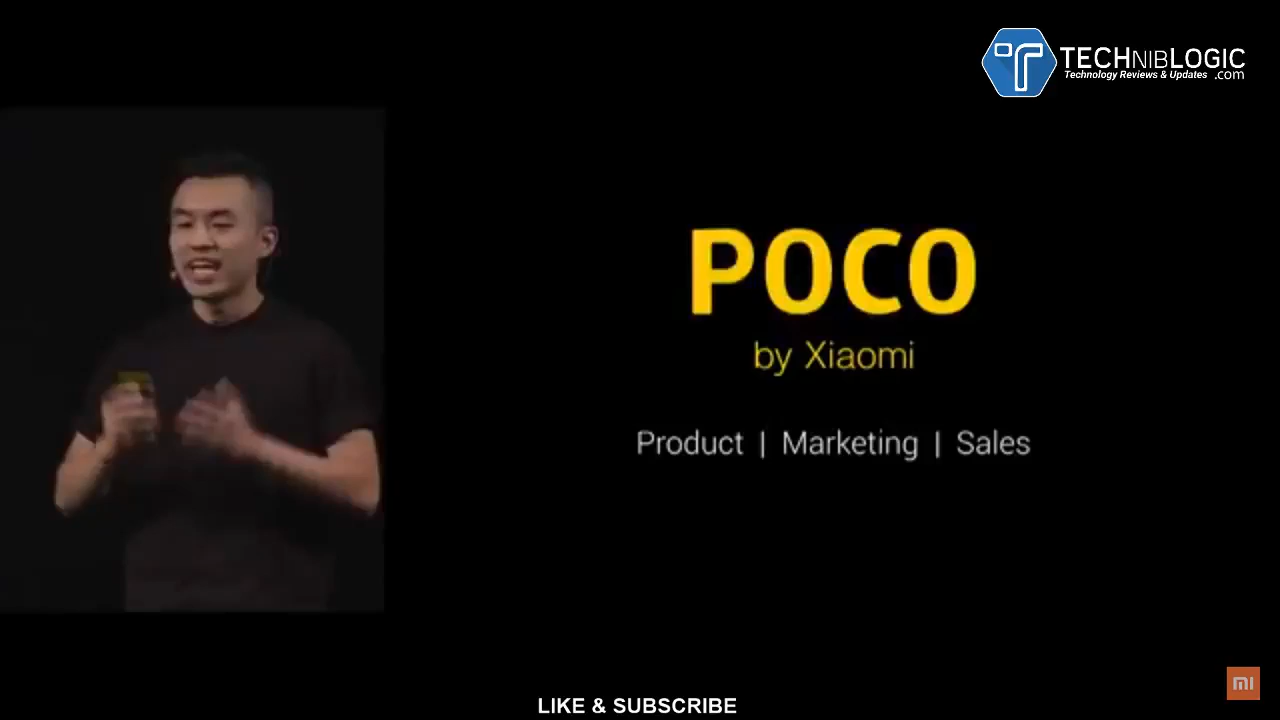 TECHNIBLOGIC
Technology Reviews & Updates .com
POCO
by Xiaomi
Product | Marketing | Sales
MI
LIKE & SUBSCRIBE